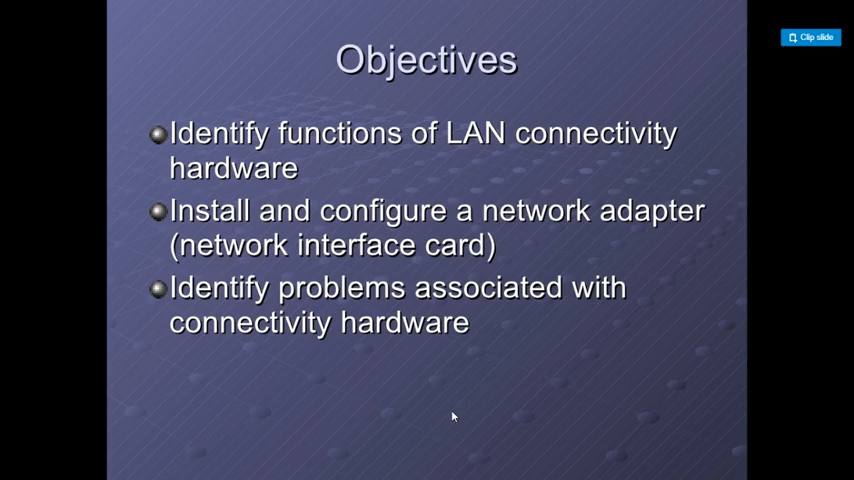 Clip slide
Objectives
Identify functions of LAN connectivity
hardware
Install and configure a network adapter
(network interface card)
Identify problems associated with
connectivity hardware